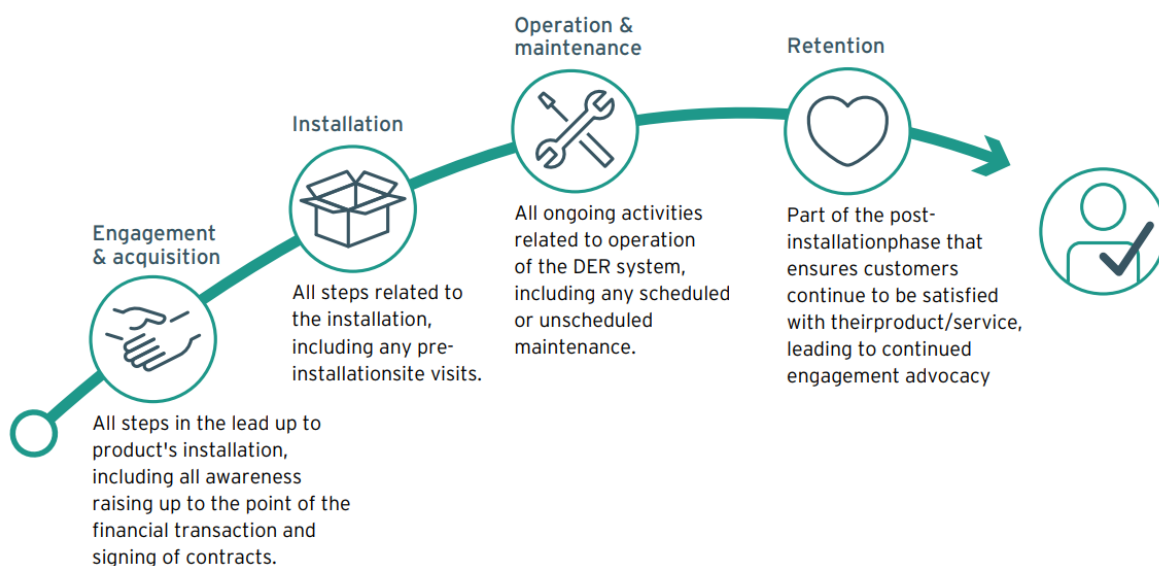 Engagement
& acquisition
All steps in the lead up to
product's installation,
including all awareness
raising up to the point of the
financial transaction and
signing of contracts.
Installation
All steps related to
the installation,
including any pre-
installationsite visits.
Operation &
maintenance
All ongoing activities
related to operation
of the DER system,
including any scheduled
or unscheduled
maintenance.
Retention
Part of the post-
installationphase that
ensures customers
continue to be satisfied
with theirproduct/service,
leading to continued
engagement advocacy